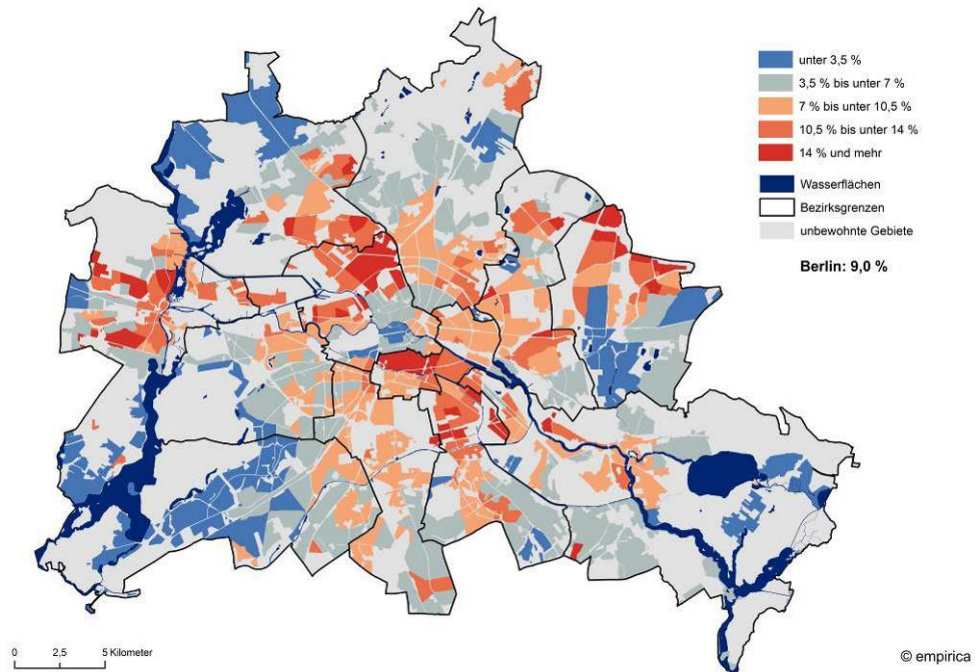 unter 3,5 %
3,5 % bis unter 7 %
7 % bis unter 10,5 %
10,5 % bis unter 14 %
14 % und mehr
Wasserflächen
Bezirksgrenzen
unbewohnte Gebiete
Berlin: 9,0 %
0 2,5 5 Kilometer
© empirica